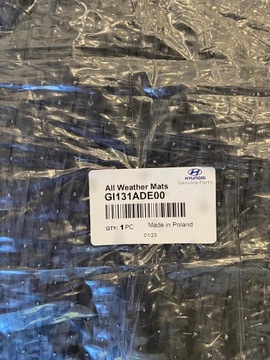 All Weather Mats
GI131ADE00
HYUNDAI
Genuine Parts
QTY: 1 PC Made in Poland
01/23